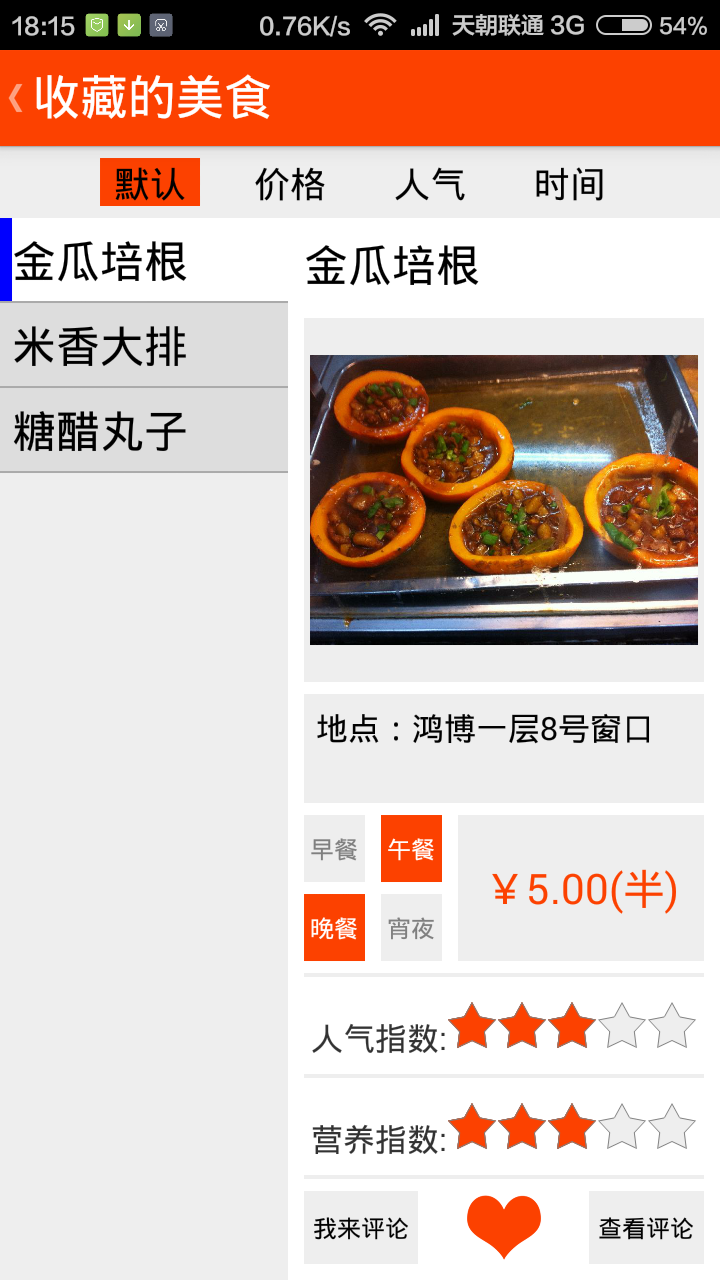 18:15 0.76K/s 天朝联通 3G 54%
收藏的美食
默认 价格 人气 时间
金瓜培根
米香大排
糖醋丸子
金瓜培根
地点：鸿博一层8号窗口
早餐 午餐
晚餐 宵夜
￥5.00(半)
人气指数:
营养指数:
我来评论 查看评论